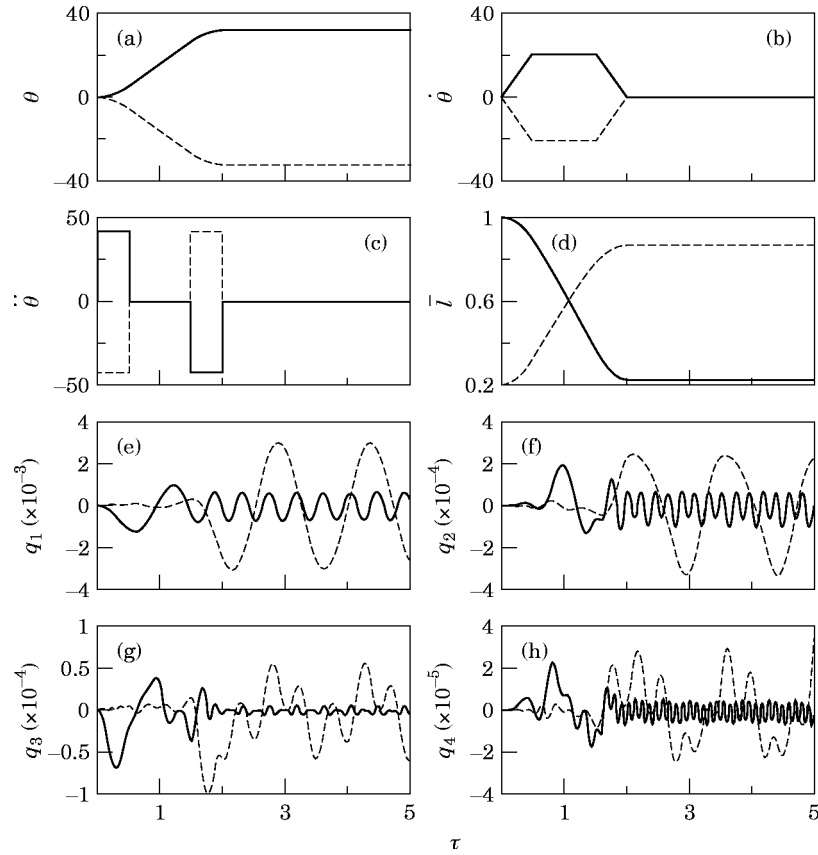 40 (a) 40 (b)
θ 0 θ̇ 0
−40 −40
50 (c) 1 (d)
θ̈ 0 l̄ 0.6
−50 0.2
4 (e) 4 (f)
2 2
q₁ (×10⁻³) 0 q₂ (×10⁻⁴) 0
−2 −2
−4 −4
1 (g) 4 (h)
0.5 2
q₃ (×10⁻⁴) 0 q₄ (×10⁻⁵) 0
−0.5 −2
−1 −4
1 3 5 1 3 5
τ